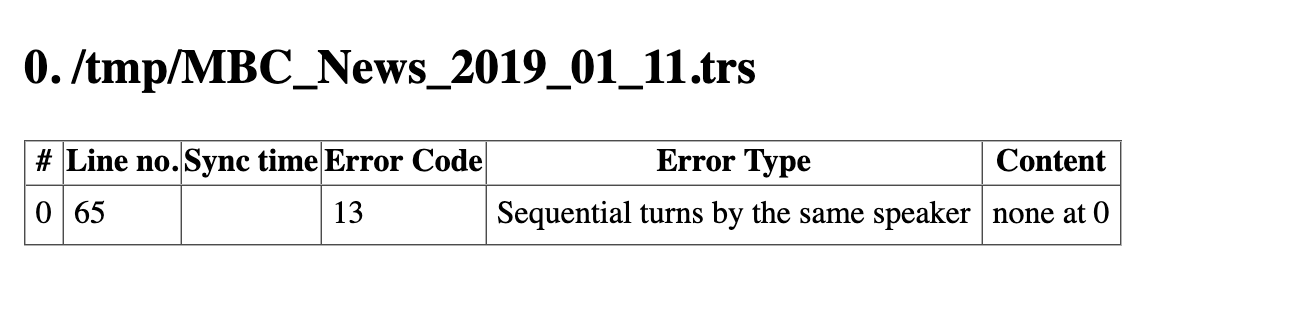 0. /tmp/MBC_News_2019_01_11.trs
# Line no. Sync time Error Code Error Type Content
0 65 13 Sequential turns by the same speaker none at 0